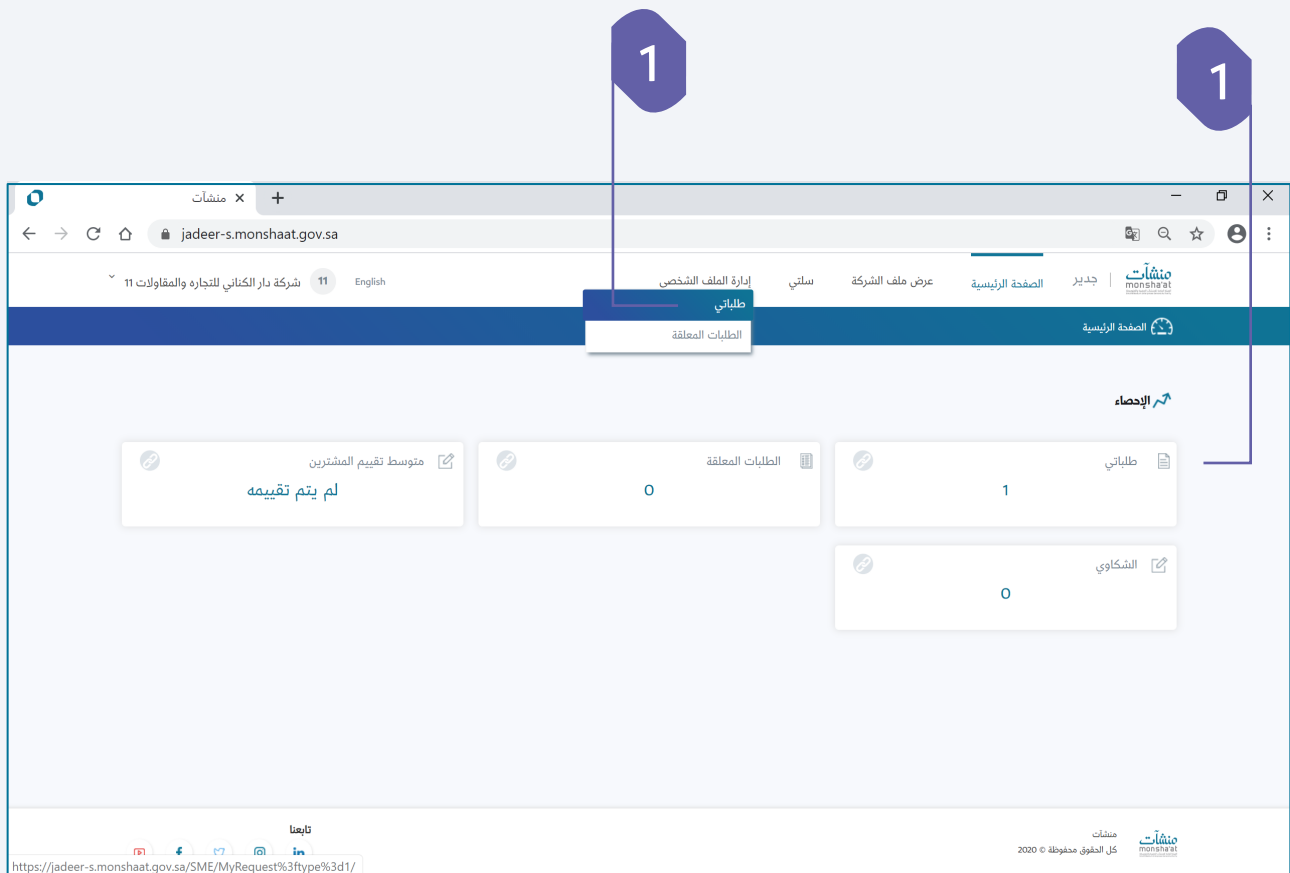 1
1
منشآت
jadeer-s.monshaat.gov.sa
منشآت
monsha'at
جدير
الصفحة الرئيسية
عرض ملف الشركة
سلتي
إدارة الملف الشخصي
English
11
شركة دار الكناني للتجاره والمقاولات 11
طلباتي
الطلبات المعلقة
الصفحة الرئيسية
الإحصاء
طلباتي
1
الطلبات المعلقة
0
متوسط تقييم المشترين
لم يتم تقييمه
الشكاوي
0
منشآت
monsha'at
منشآت
كل الحقوق محفوظة © 2020
تابعنا
https://jadeer-s.monshaat.gov.sa/SME/MyRequest%3ftype%3d1/